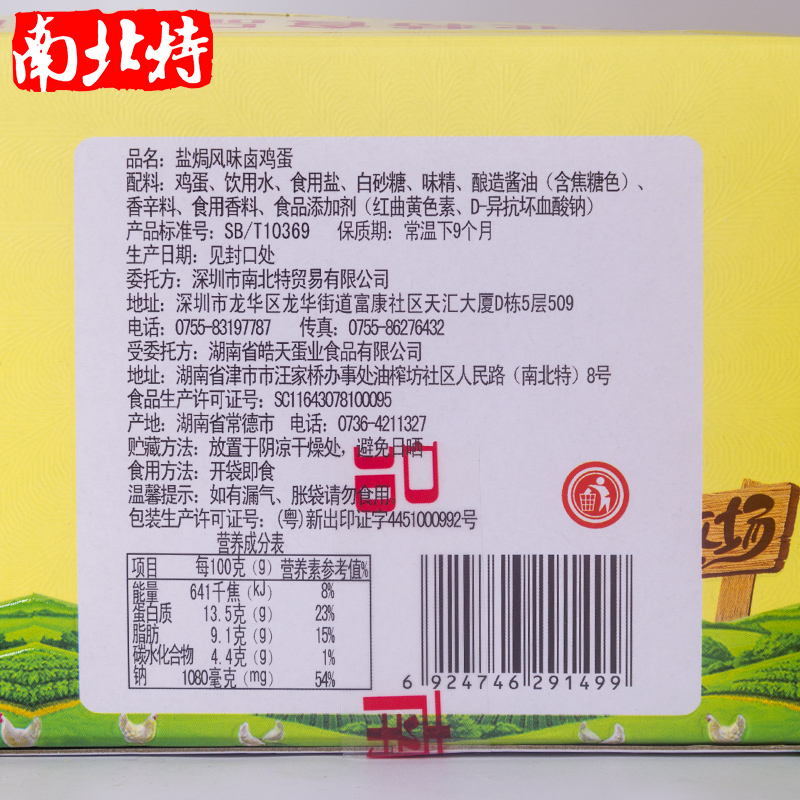 南北特
品名：盐焗风味卤鸡蛋
配料：鸡蛋、饮用水、食用盐、白砂糖、味精、酿造酱油（含焦糖色）、
香辛料、食用香料、食品添加剂（红曲黄色素、D-异抗坏血酸钠）
产品标准号：SB/T10369 保质期：常温下9个月
生产日期：见封口处
委托方：深圳市南北特贸易有限公司
地址：深圳市龙华区龙华街道富康社区天汇大厦D栋5层509
电话：0755-83197787 传真：0755-86276432
受委托方：湖南省皓天蛋业食品有限公司
地址：湖南省津市市汪家桥办事处油榨坊社区人民路（南北特）8号
食品生产许可证号：SC11643078100095
产地：湖南省常德市 电话：0736-4211327
贮藏方法：放置于阴凉干燥处，避免日晒
食用方法：开袋即食
温馨提示：如有漏气、胀袋请勿食用
包装生产许可证号：（粤）新出印证字4451000992号
营养成分表
项目 每100克（g） 营养素参考值%
能量 641千焦（kJ） 8%
蛋白质 13.5克（g） 23%
脂肪 9.1克（g） 15%
碳水化合物 4.4克（g） 1%
钠 1080毫克（mg） 54%
6 924746 291499
品
场
南